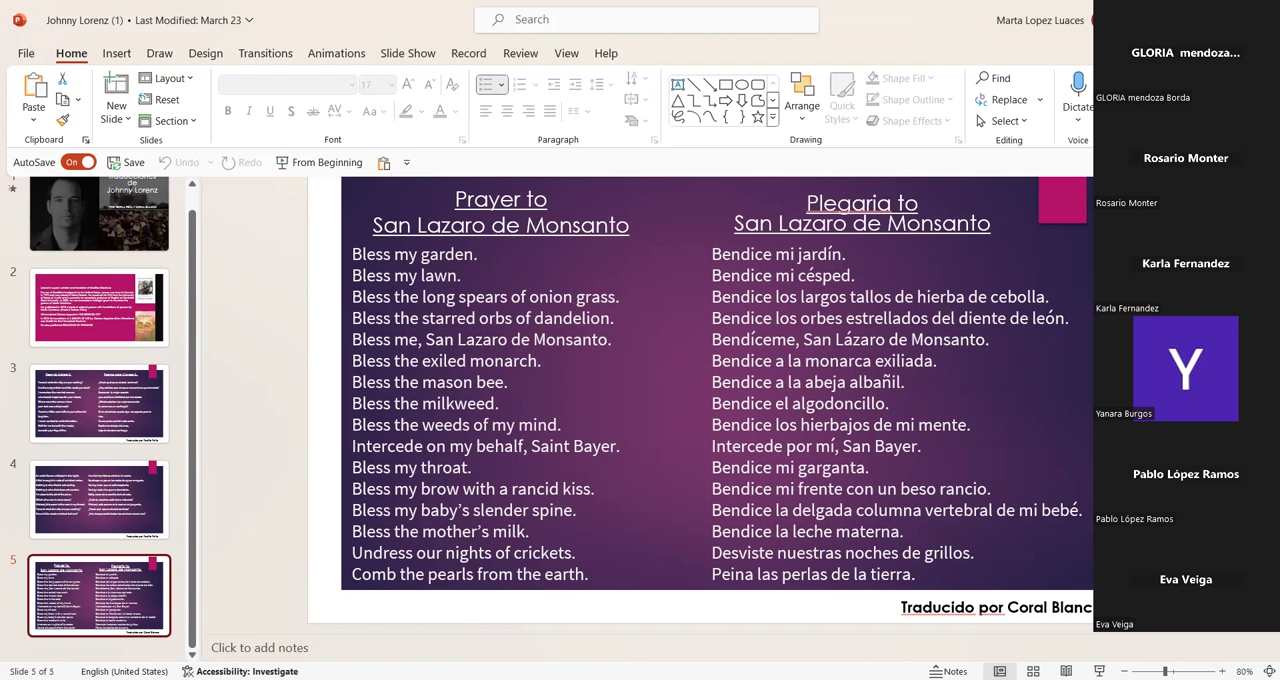 Johnny Lorenz (1) • Last Modified: March 23
Search
Marta Lopez Luaces
File Home Insert Draw Design Transitions Animations Slide Show Record Review View Help
Paste
New
Slide
Layout
Reset
Section
17
Arrange
Quick
Styles
Shape Fill
Shape Outline
Shape Effects
Find
Replace
Select
Dictate
Clipboard Slides Font Paragraph Drawing Editing Voice
AutoSave On Save Undo Redo From Beginning
de
Johnny Lorenz
2
3
4
5
Prayer to
San Lazaro de Monsanto
Bless my garden.
Bless my lawn.
Bless the long spears of onion grass.
Bless the starred orbs of dandelion.
Bless me, San Lazaro de Monsanto.
Bless the exiled monarch.
Bless the mason bee.
Bless the milkweed.
Bless the weeds of my mind.
Intercede on my behalf, Saint Bayer.
Bless my throat.
Bless my brow with a rancid kiss.
Bless my baby’s slender spine.
Bless the mother’s milk.
Undress our nights of crickets.
Comb the pearls from the earth.
Plegaria to
San Lazaro de Monsanto
Bendice mi jardín.
Bendice mi césped.
Bendice los largos tallos de hierba de cebolla.
Bendice los orbes estrellados del diente de león.
Bendíceme, San Lázaro de Monsanto.
Bendice a la monarca exiliada.
Bendice a la abeja albañil.
Bendice el algodoncillo.
Bendice los hierbajos de mi mente.
Intercede por mí, San Bayer.
Bendice mi garganta.
Bendice mi frente con un beso rancio.
Bendice la delgada columna vertebral de mi bebé.
Bendice la leche materna.
Desviste nuestras noches de grillos.
Peina las perlas de la tierra.
Traducido por Coral Blanc
GLORIA mendoza...
GLORIA mendoza Borda
Rosario Monter
Rosario Monter
Karla Fernandez
Karla Fernandez
Y
Yanara Burgos
Pablo López Ramos
Pablo López Ramos
Eva Veiga
Eva Veiga
Click to add notes
Slide 5 of 5 English (United States) Accessibility: Investigate Notes 80%